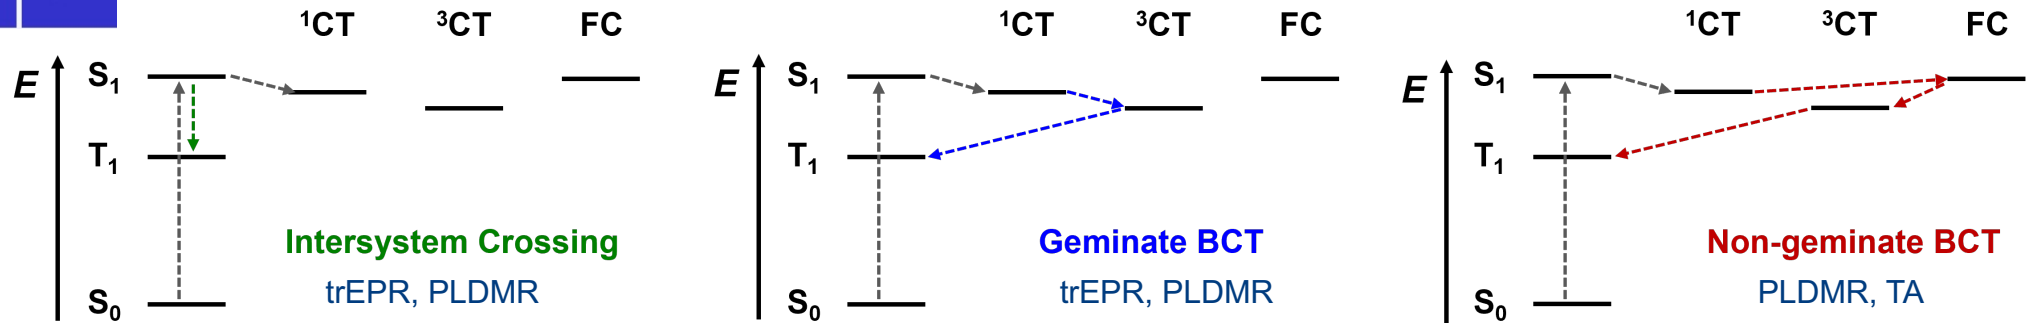 ¹CT ³CT FC
E S₁
T₁
Intersystem Crossing
trEPR, PLDMR
S₀
¹CT ³CT FC
E S₁
T₁
Geminate BCT
trEPR, PLDMR
S₀
¹CT ³CT FC
E S₁
T₁
Non-geminate BCT
PLDMR, TA
S₀